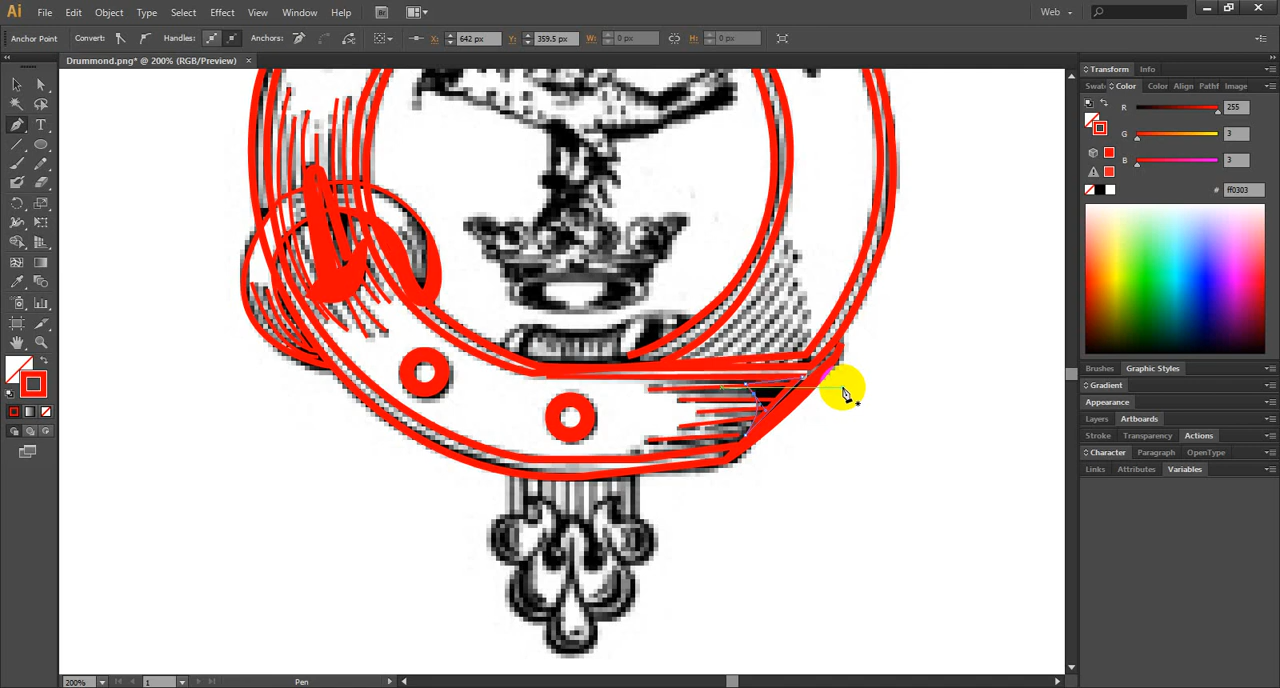 Ai File Edit Object Type Select Effect View Window Help Br Web
Anchor Point Convert: Handles: Anchors: X: 642 px Y: 359.5 px W: 0 px H: 0 px
Drummond.png* @ 200% (RGB/Preview) ×
Transform Info
Swat Color Color Align Pathf Image
R 255
G 3
B 3
# ff0303
Brushes Graphic Styles
Gradient
Appearance
Layers Artboards
Stroke Transparency Actions
Character Paragraph OpenType
Links Attributes Variables
200% 1 Pen